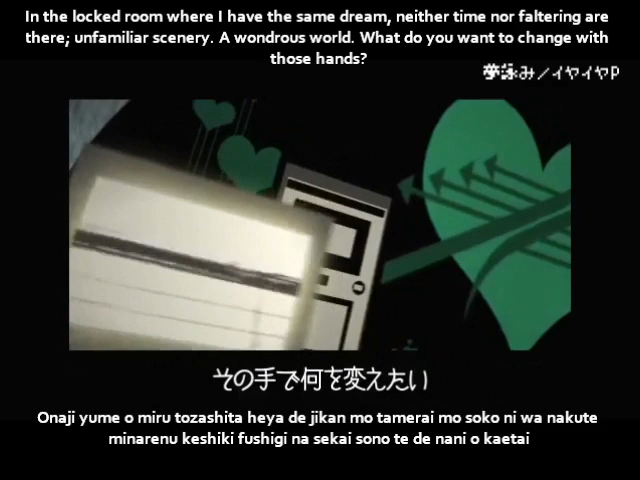 In the locked room where I have the same dream, neither time nor faltering are
there; unfamiliar scenery. A wondrous world. What do you want to change with
those hands?
夢詠み／イヤイヤP
その手で何を変えたい
Onaji yume o miru tozashita heya de jikan mo tamerai mo soko ni wa nakute
minarenu keshiki fushigi na sekai sono te de nani o kaetai